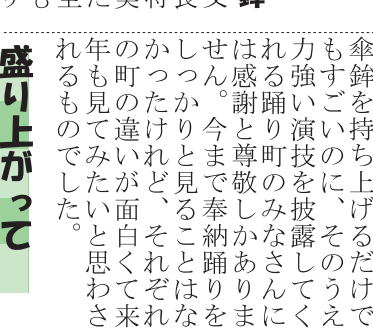 傘鉾を持ち上げるだけで
もすごいのに、そのうえ
力強い演技を披露してく
れる踊り町のみなさんに
は感謝と尊敬しかありま
せん。今まで奉納踊りを
しっかりと見ることはな
かったけれど、それぞれ
の町の違いが面白くて来
年も見てみたいと思わさ
れるものでした。
盛り上がって